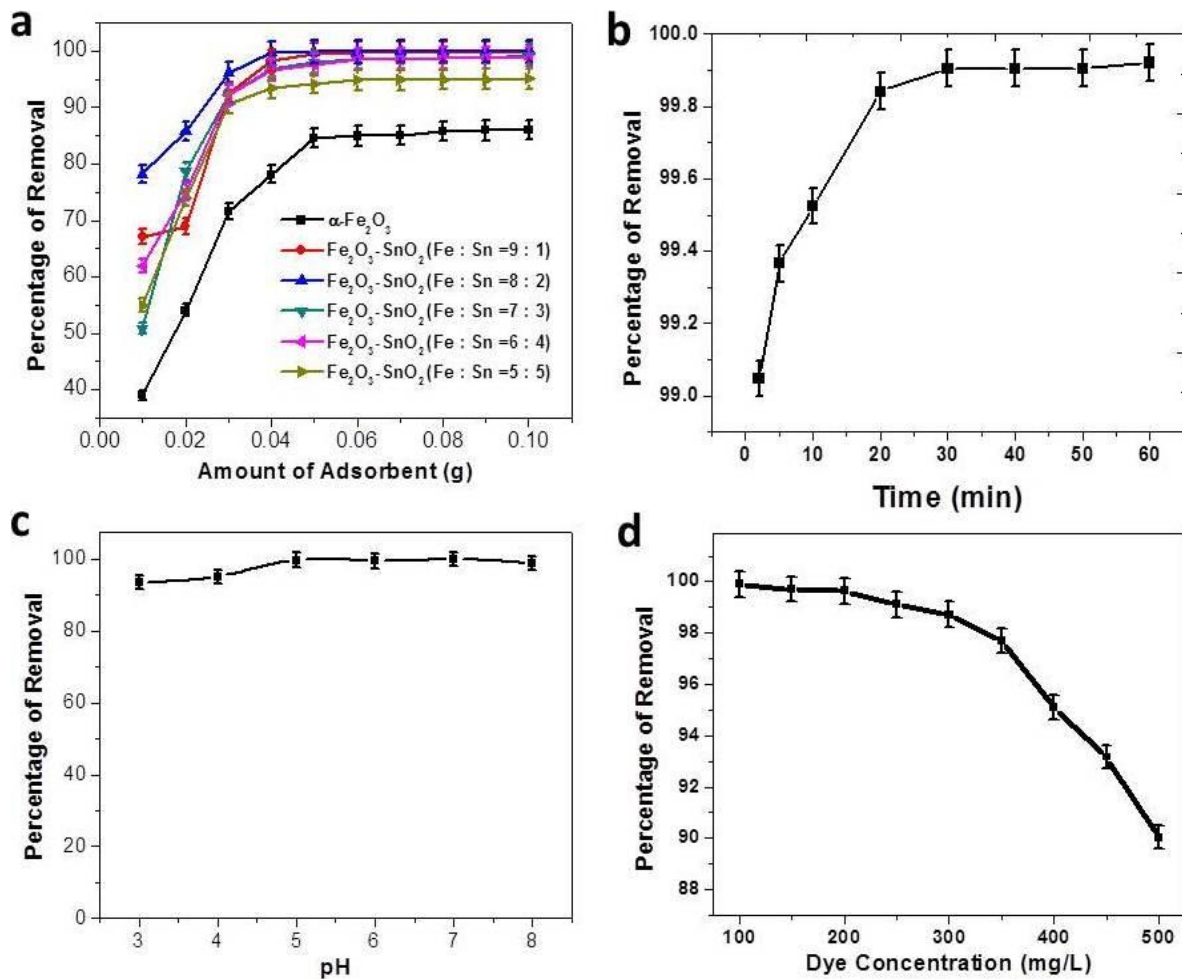 a
Percentage of Removal
100
90
80
70
60
50
40
0.00 0.02 0.04 0.06 0.08 0.10
Amount of Adsorbent (g)
α-Fe₂O₃
Fe₂O₃-SnO₂(Fe : Sn =9 : 1)
Fe₂O₃-SnO₂(Fe : Sn =8 : 2)
Fe₂O₃-SnO₂(Fe : Sn =7 : 3)
Fe₂O₃-SnO₂(Fe : Sn =6 : 4)
Fe₂O₃-SnO₂(Fe : Sn =5 : 5)
b
Percentage of Removal
100.0
99.8
99.6
99.4
99.2
99.0
0 10 20 30 40 50 60
Time (min)
c
Percentage of Removal
100
80
60
40
20
0
3 4 5 6 7 8
pH
d
Percentage of Removal
100
98
96
94
92
90
88
100 200 300 400 500
Dye Concentration (mg/L)